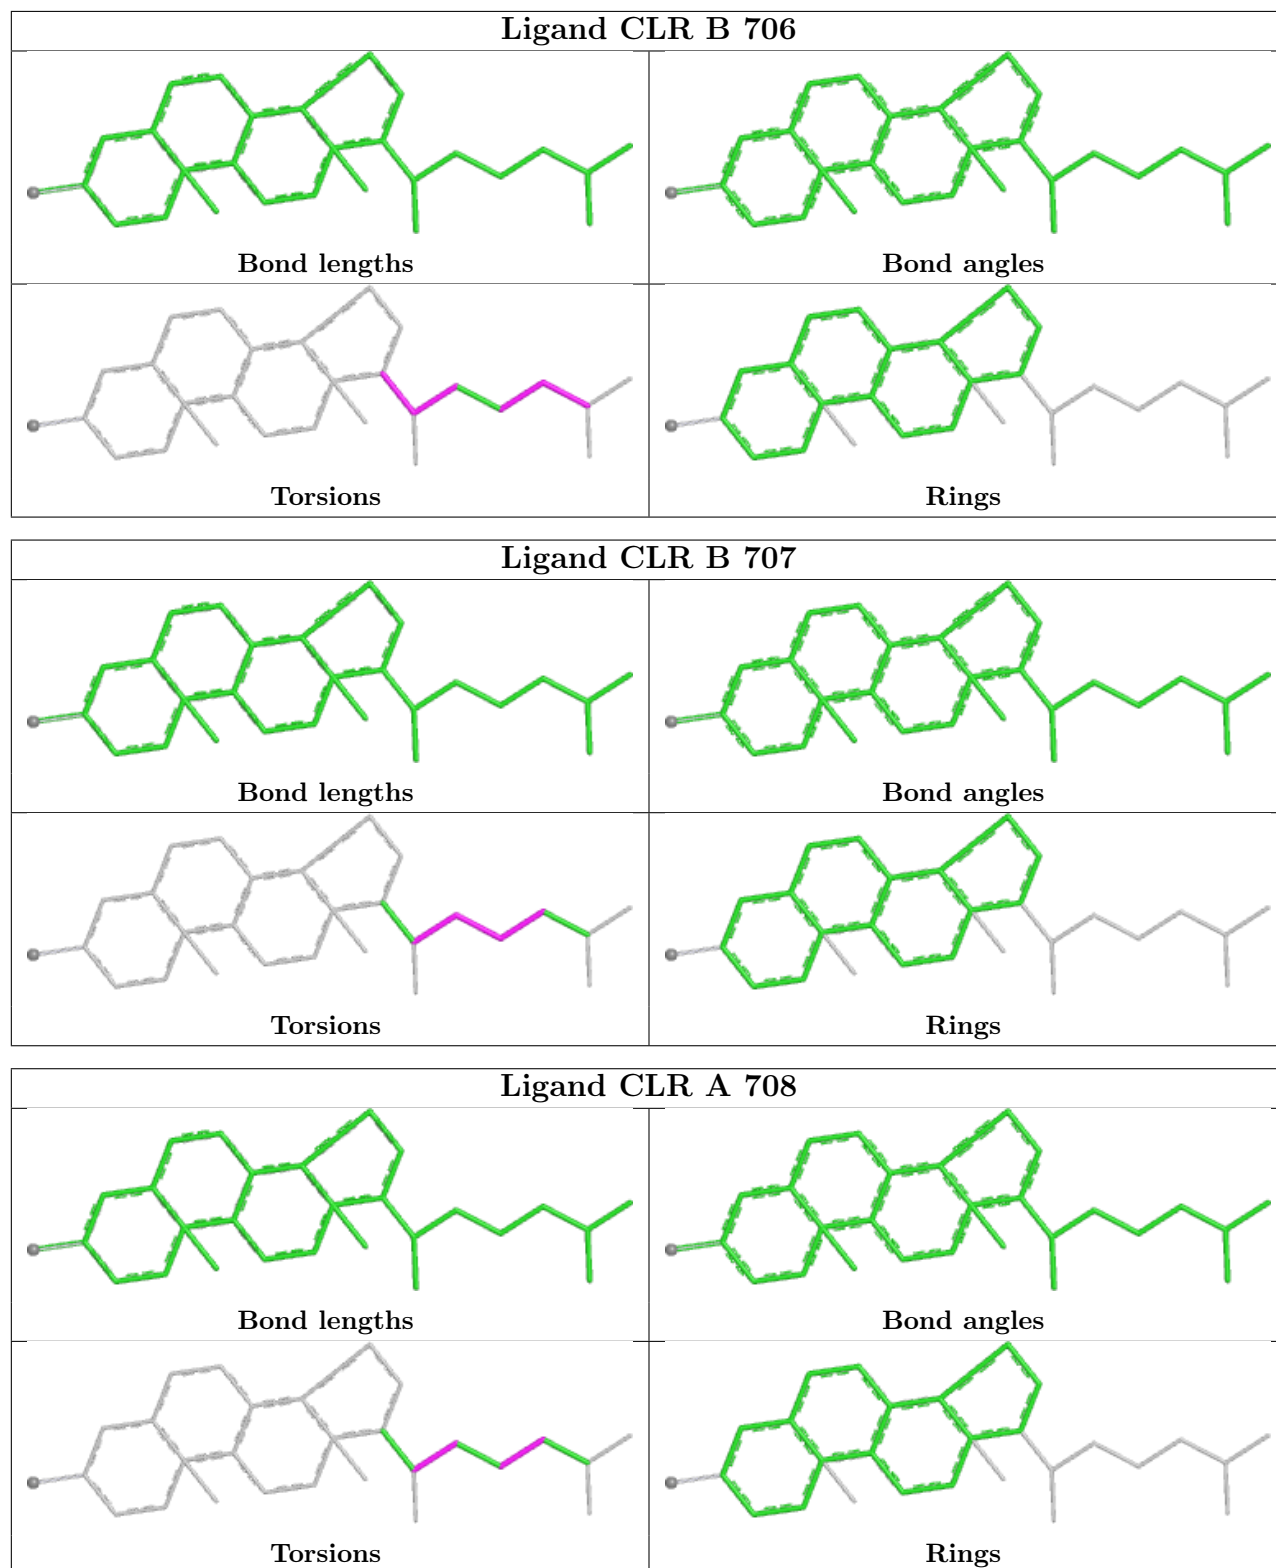 Ligand CLR B 706
Bond lengths
Bond angles
Torsions
Rings
Ligand CLR B 707
Bond lengths
Bond angles
Torsions
Rings
Ligand CLR A 708
Bond lengths
Bond angles
Torsions
Rings